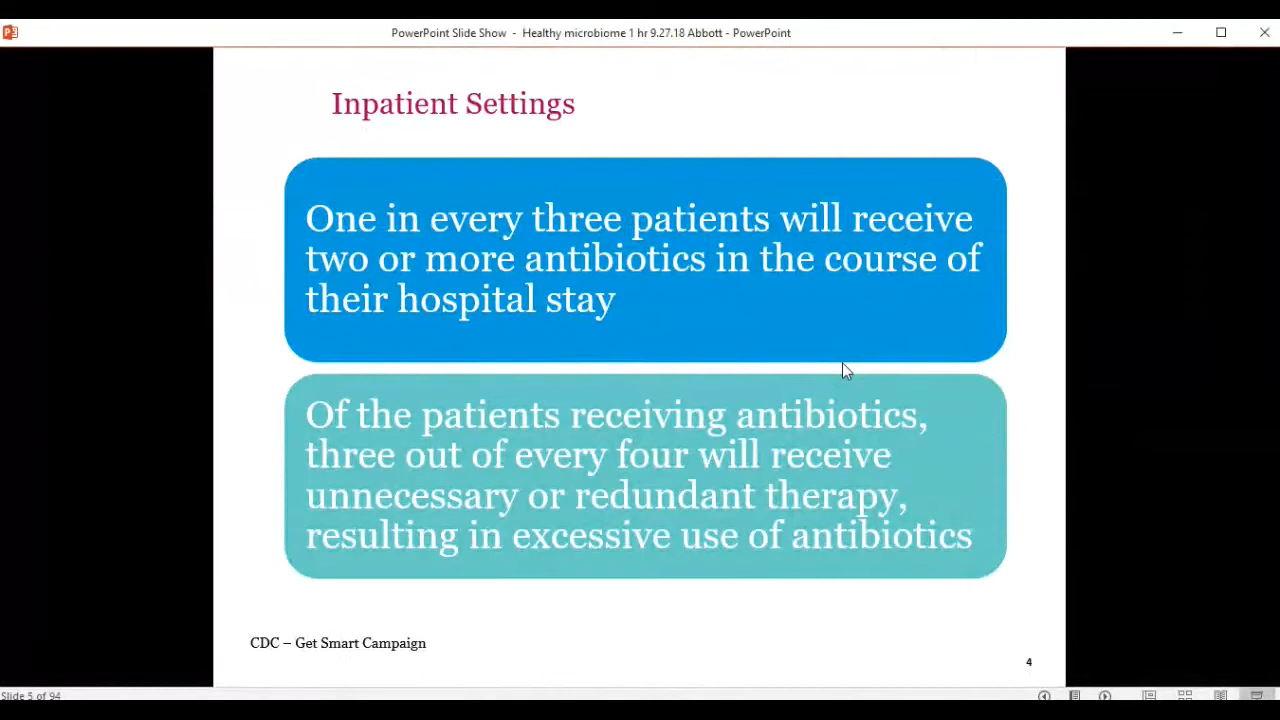 PowerPoint Slide Show - Healthy microbiome 1 hr 9.27.18 Abbott - PowerPoint
Inpatient Settings
One in every three patients will receive
two or more antibiotics in the course of
their hospital stay
Of the patients receiving antibiotics,
three out of every four will receive
unnecessary or redundant therapy,
resulting in excessive use of antibiotics
CDC – Get Smart Campaign
4
Slide 5 of 94